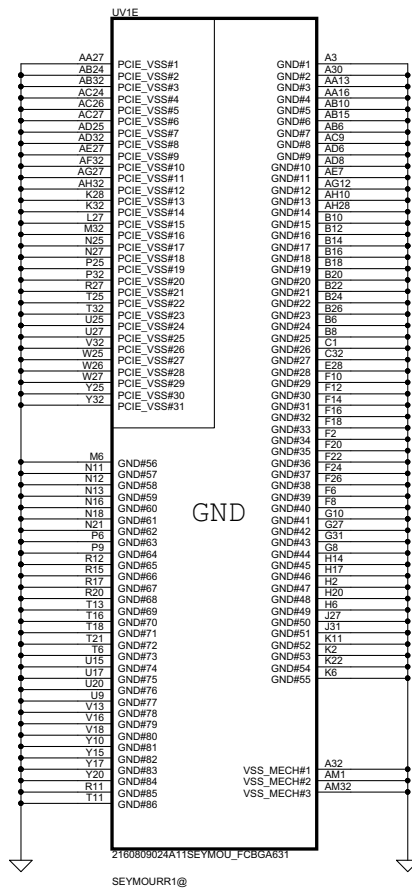 UV1E
AA27 PCIE_VSS#1 GND#1 A3
AB24 PCIE_VSS#2 GND#2 A30
AB32 PCIE_VSS#3 GND#3 AA13
AC24 PCIE_VSS#4 GND#4 AA16
AC26 PCIE_VSS#5 GND#5 AB10
AC27 PCIE_VSS#6 GND#6 AB15
AD25 PCIE_VSS#7 GND#7 AB6
AD32 PCIE_VSS#8 GND#8 AC9
AE27 PCIE_VSS#9 GND#9 AD6
AF32 PCIE_VSS#10 GND#10 AD8
AG27 PCIE_VSS#11 GND#11 AE7
AH32 PCIE_VSS#12 GND#12 AG12
K28 PCIE_VSS#13 GND#13 AH10
K32 PCIE_VSS#14 GND#14 AH28
L27 PCIE_VSS#15 GND#15 B10
M32 PCIE_VSS#16 GND#16 B12
N25 PCIE_VSS#17 GND#17 B14
N27 PCIE_VSS#18 GND#18 B16
P25 PCIE_VSS#19 GND#19 B18
P32 PCIE_VSS#20 GND#20 B20
R27 PCIE_VSS#21 GND#21 B22
T25 PCIE_VSS#22 GND#22 B24
T32 PCIE_VSS#23 GND#23 B26
U25 PCIE_VSS#24 GND#24 B6
U27 PCIE_VSS#25 GND#25 B8
V32 PCIE_VSS#26 GND#26 C1
W25 PCIE_VSS#27 GND#27 C32
W26 PCIE_VSS#28 GND#28 E28
W27 PCIE_VSS#29 GND#29 F10
Y25 PCIE_VSS#30 GND#30 F12
Y32 PCIE_VSS#31 GND#31 F14
GND#32 F16
GND#33 F18
GND#34 F2
GND#35 F20
M6 GND#56 GND#36 F22
N11 GND#57 GND#37 F24
N12 GND#58 GND#38 F26
N13 GND#59 GND#39 F6
N16 GND#60 GND#40 F8
N18 GND#61 GND#41 G10
GND
N21 GND#62 GND#42 G27
P6 GND#63 GND#43 G31
P9 GND#64 GND#44 G8
R12 GND#65 GND#45 H14
R15 GND#66 GND#46 H17
R17 GND#67 GND#47 H2
R20 GND#68 GND#48 H20
T13 GND#69 GND#49 H6
T16 GND#70 GND#50 J27
T18 GND#71 GND#51 J31
T21 GND#72 GND#52 K11
T6 GND#73 GND#53 K2
U15 GND#74 GND#54 K22
U17 GND#75 GND#55 K6
U20 GND#76
U9 GND#77
V13 GND#78
V16 GND#79
V18 GND#80
Y10 GND#81
Y15 GND#82
Y17 GND#83 VSS_MECH#1 A32
Y20 GND#84 VSS_MECH#2 AM1
R11 GND#85 VSS_MECH#3 AM32
T11 GND#86
2160809024A11SEYMOU_FCBGA631
SEYMOURR1@